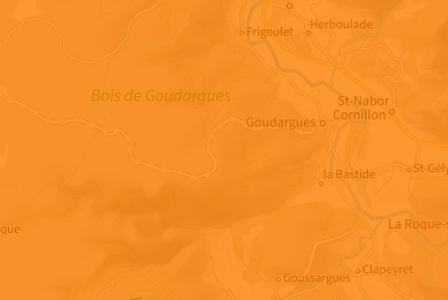 Herboulade
Frigoulet
Bois de Goudargues
St-Nabor
Cornillon
Goudargues
St-Gély
la Bastide
La Roque-s
que
Clapeyret
Goussargues